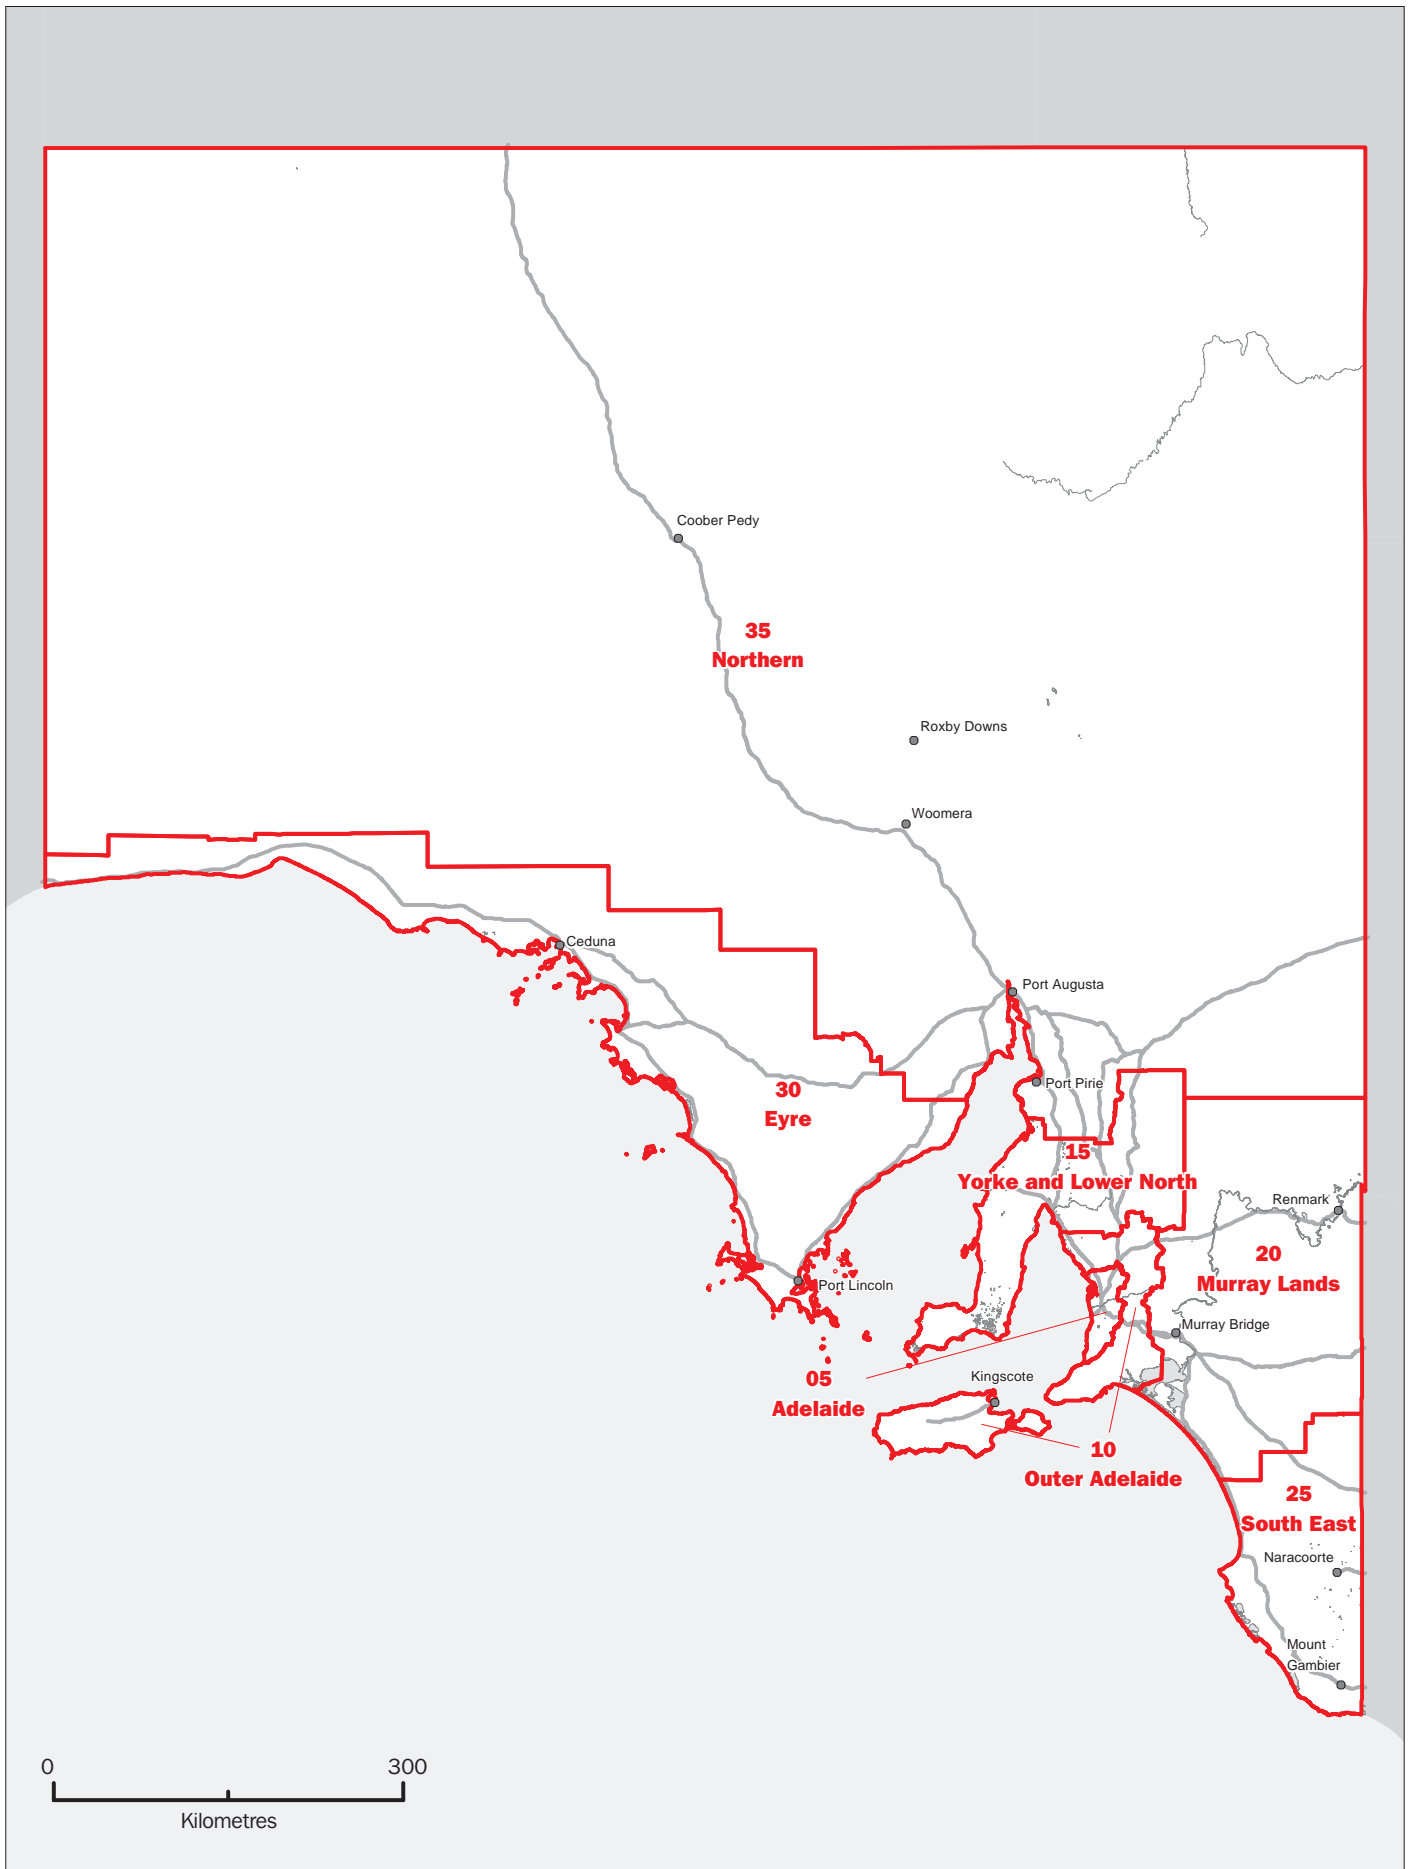 Coober Pedy
35
Northern
Roxby Downs
Woomera
Ceduna
Port Augusta
Port Pirie
30
Eyre
15
Yorke and Lower North
Renmark
20
Murray Lands
Port Lincoln
Murray Bridge
05
Adelaide
Kingscote
10
Outer Adelaide
25
South East
Naracoorte
Mount
Gambier
0 300
Kilometres